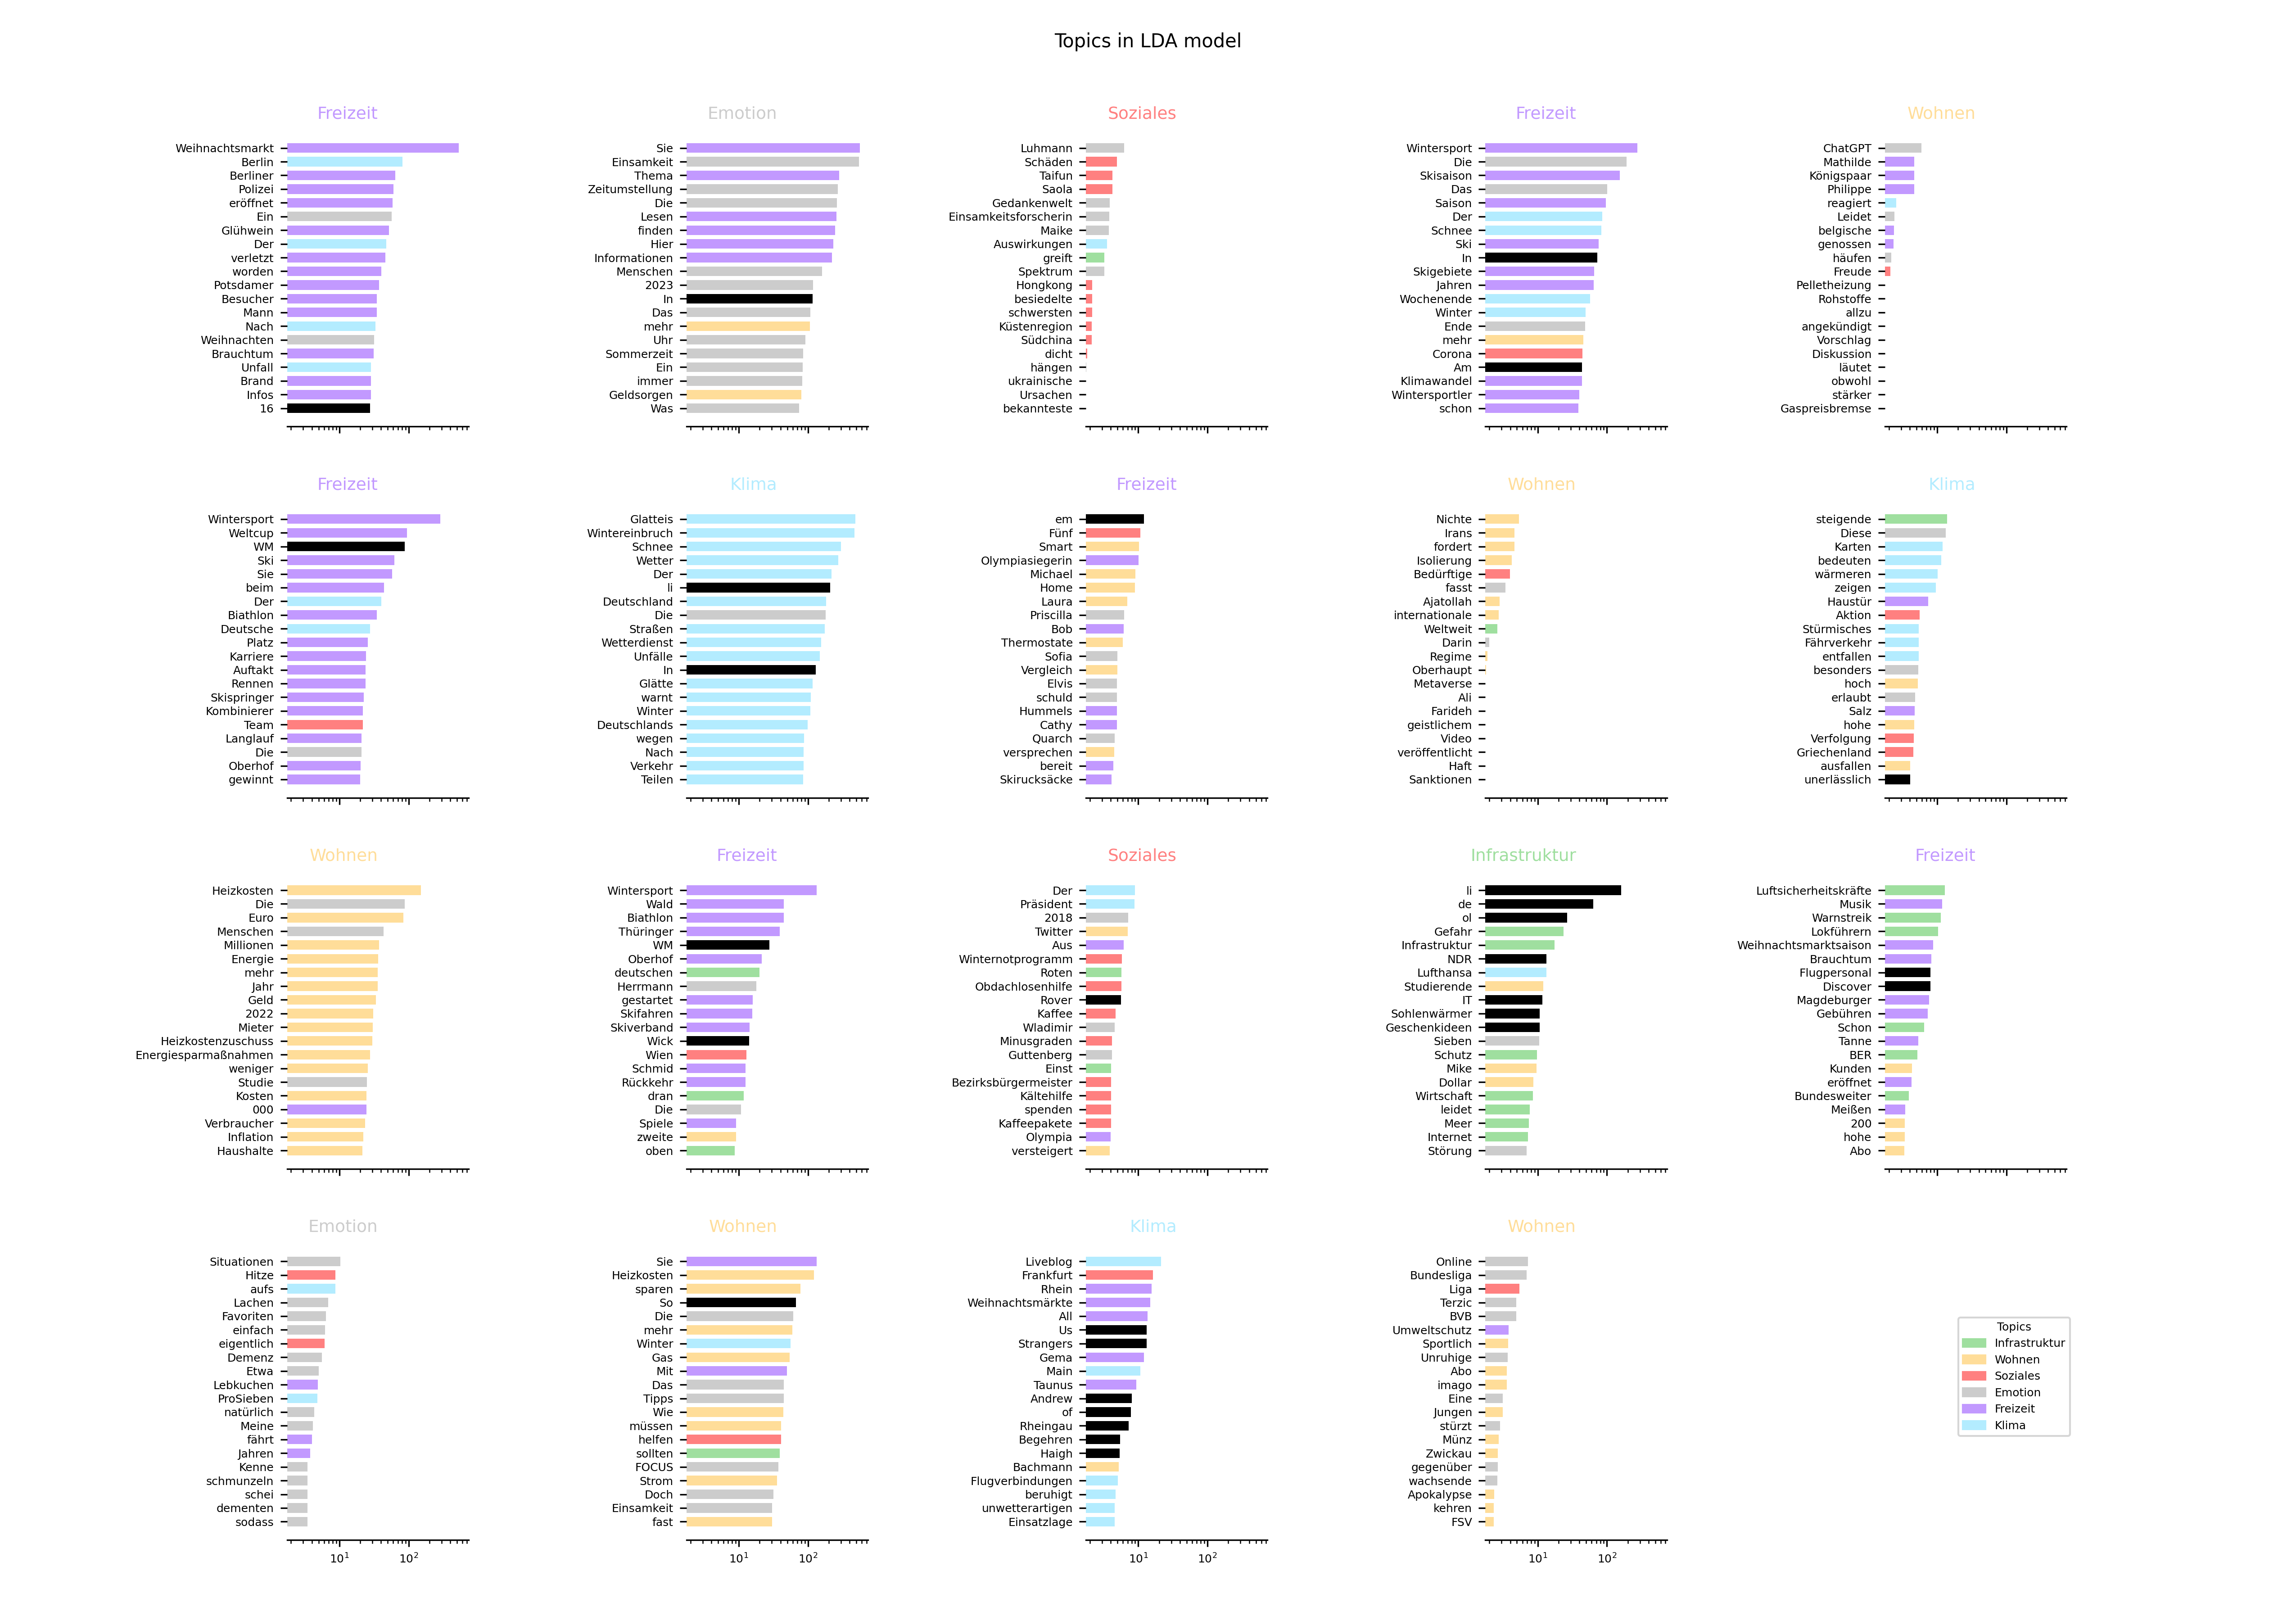 Topics in LDA model
Freizeit
Weihnachtsmarkt
Berlin
Berliner
Polizei
eröffnet
Ein
Glühwein
Der
verletzt
worden
Potsdamer
Besucher
Mann
Nach
Weihnachten
Brauchtum
Unfall
Brand
Infos
16
Emotion
Sie
Einsamkeit
Thema
Zeitumstellung
Die
Lesen
finden
Hier
Informationen
Menschen
2023
In
Das
mehr
Uhr
Sommerzeit
Ein
immer
Geldsorgen
Was
Soziales
Luhmann
Schäden
Taifun
Saola
Gedankenwelt
Einsamkeitsforscherin
Maike
Auswirkungen
greift
Spektrum
Hongkong
besiedelte
schwersten
Küstenregion
Südchina
dicht
hängen
ukrainische
Ursachen
bekannteste
Freizeit
Wintersport
Die
Skisaison
Das
Saison
Der
Schnee
Ski
In
Skigebiete
Jahren
Wochenende
Winter
Ende
mehr
Corona
Am
Klimawandel
Wintersportler
schon
Wohnen
ChatGPT
Mathilde
Königspaar
Philippe
reagiert
Leidet
belgische
genossen
häufen
Freude
Pelletheizung
Rohstoffe
allzu
angekündigt
Vorschlag
Diskussion
läutet
obwohl
stärker
Gaspreisbremse
Freizeit
Wintersport
Weltcup
WM
Ski
Sie
beim
Der
Biathlon
Deutsche
Platz
Karriere
Auftakt
Rennen
Skispringer
Kombinierer
Team
Langlauf
Die
Oberhof
gewinnt
Klima
Glatteis
Wintereinbruch
Schnee
Wetter
Der
li
Deutschland
Die
Straßen
Wetterdienst
Unfälle
In
Glätte
warnt
Winter
Deutschlands
wegen
Nach
Verkehr
Teilen
Freizeit
em
Fünf
Smart
Olympiasiegerin
Michael
Home
Laura
Priscilla
Bob
Thermostate
Sofia
Vergleich
Elvis
schuld
Hummels
Cathy
Quarch
versprechen
bereit
Skirucksäcke
Wohnen
Nichte
Irans
fordert
Isolierung
Bedürftige
fasst
Ajatollah
internationale
Weltweit
Darin
Regime
Oberhaupt
Metaverse
Ali
Farideh
geistlichem
Video
veröffentlicht
Haft
Sanktionen
Klima
steigende
Diese
Karten
bedeuten
wärmeren
zeigen
Haustür
Aktion
Stürmisches
Fährverkehr
entfallen
besonders
hoch
erlaubt
Salz
hohe
Verfolgung
Griechenland
ausfallen
unerlässlich
Wohnen
Heizkosten
Die
Euro
Menschen
Millionen
Energie
mehr
Jahr
Geld
2022
Mieter
Heizkostenzuschuss
Energiesparmaßnahmen
weniger
Studie
Kosten
000
Verbraucher
Inflation
Haushalte
Freizeit
Wintersport
Wald
Biathlon
Thüringer
WM
Oberhof
deutschen
Herrmann
gestartet
Skifahren
Skiverband
Wick
Wien
Schmid
Rückkehr
dran
Die
Spiele
zweite
oben
Soziales
Der
Präsident
2018
Twitter
Aus
Winternotprogramm
Roten
Obdachlosenhilfe
Rover
Kaffee
Wladimir
Minusgraden
Guttenberg
Einst
Bezirksbürgermeister
Kältehilfe
spenden
Kaffeepakete
Olympia
versteigert
Infrastruktur
li
de
ol
Gefahr
Infrastruktur
NDR
Lufthansa
Studierende
IT
Sohlenwärmer
Geschenkideen
Sieben
Schutz
Mike
Dollar
Wirtschaft
leidet
Meer
Internet
Störung
Freizeit
Luftsicherheitskräfte
Musik
Warnstreik
Lokführern
Weihnachtsmarktsaison
Brauchtum
Flugpersonal
Discover
Magdeburger
Gebühren
Schon
Tanne
BER
Kunden
eröffnet
Bundesweiter
Meißen
200
hohe
Abo
Emotion
Situationen
Hitze
aufs
Lachen
Favoriten
einfach
eigentlich
Demenz
Etwa
Lebkuchen
ProSieben
natürlich
Meine
fährt
Jahren
Kenne
schmunzeln
schei
dementen
sodass
10¹ 10²
Wohnen
Sie
Heizkosten
sparen
So
Die
mehr
Winter
Gas
Mit
Das
Tipps
Wie
müssen
helfen
sollten
FOCUS
Strom
Doch
Einsamkeit
fast
10¹ 10²
Klima
Liveblog
Frankfurt
Rhein
Weihnachtsmärkte
All
Us
Strangers
Gema
Main
Taunus
Andrew
of
Rheingau
Begehren
Haigh
Bachmann
Flugverbindungen
beruhigt
unwetterartigen
Einsatzlage
10¹ 10²
Wohnen
Online
Bundesliga
Liga
Terzic
BVB
Umweltschutz
Sportlich
Unruhige
Abo
imago
Eine
Jungen
stürzt
Münz
Zwickau
gegenüber
wachsende
Apokalypse
kehren
FSV
10¹ 10²
Topics
Infrastruktur
Wohnen
Soziales
Emotion
Freizeit
Klima